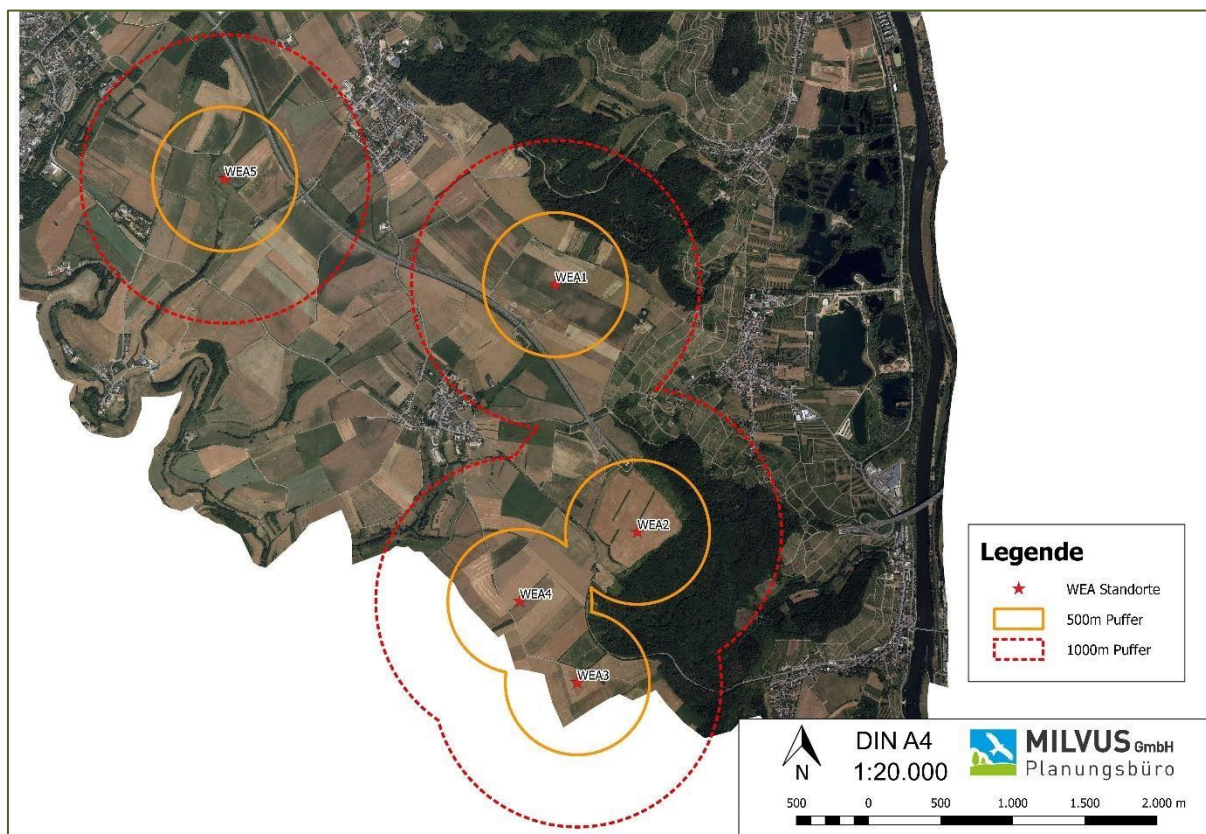 WEA5
WEA1
WEA2
WEA4
WEA3
Legende
WEA Standorte
500m Puffer
1000m Puffer
N
DIN A4
1:20.000
MILVUS GmbH
Planungsbüro
500 0 500 1.000 1.500 2.000 m